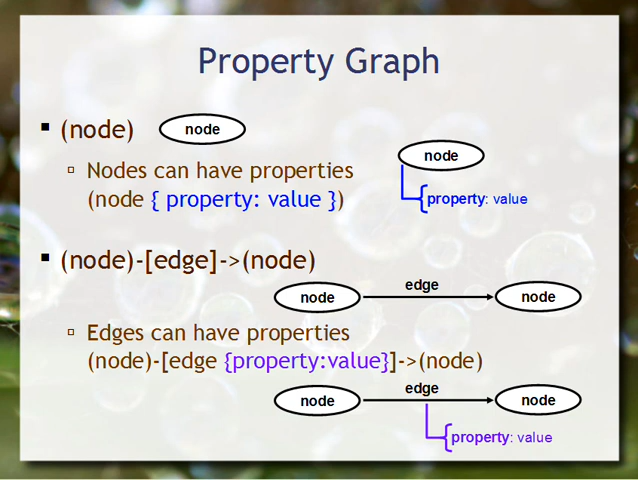 Property Graph
(node)
node
node
Nodes can have properties
(node { property: value })
property: value
(node)-[edge]->(node)
edge
node
node
Edges can have properties
(node)-[edge {property:value}]->(node)
edge
node
node
property: value